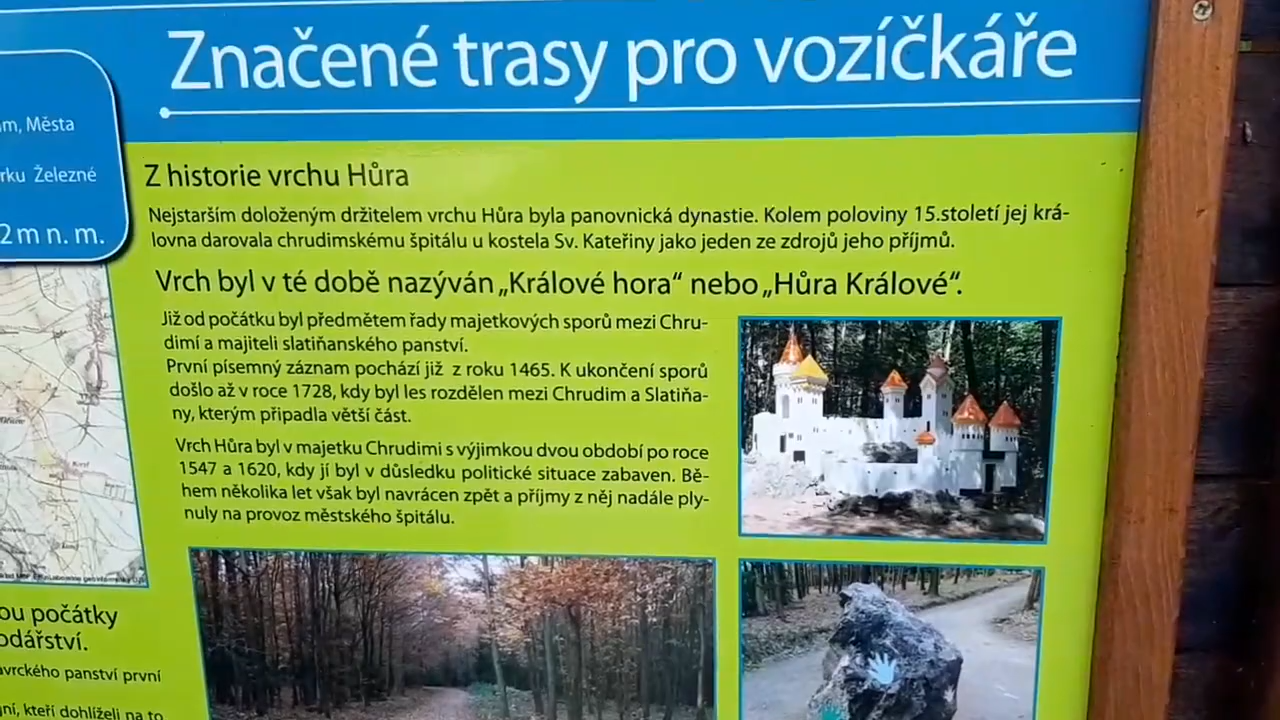 Značené trasy pro vozíčkáře
m, Města
rku Železné
2 m n. m.
Z historie vrchu Hůra
Nejstarším doloženým držitelem vrchu Hůra byla panovnická dynastie. Kolem poloviny 15.století jej krá-
lovna darovala chrudimskému špitálu u kostela Sv. Kateřiny jako jeden ze zdrojů jeho příjmů.
Vrch byl v té době nazýván „Králové hora“ nebo „Hůra Králové“.
Již od počátku byl předmětem řady majetkových sporů mezi Chru-
dimí a majiteli slatiňanského panství.
První písemný záznam pochází již z roku 1465. K ukončení sporů
došlo až v roce 1728, kdy byl les rozdělen mezi Chrudim a Slatiňa-
ny, kterým připadla větší část.
Vrch Hůra byl v majetku Chrudimi s výjimkou dvou období po roce
1547 a 1620, kdy jí byl v důsledku politické situace zabaven. Bě-
hem několika let však byl navrácen zpět a příjmy z něj nadále ply-
nuly na provoz městského špitálu.
ou počátky
odářství.
avrckého panství první
ní, kteří dohlíželi na to